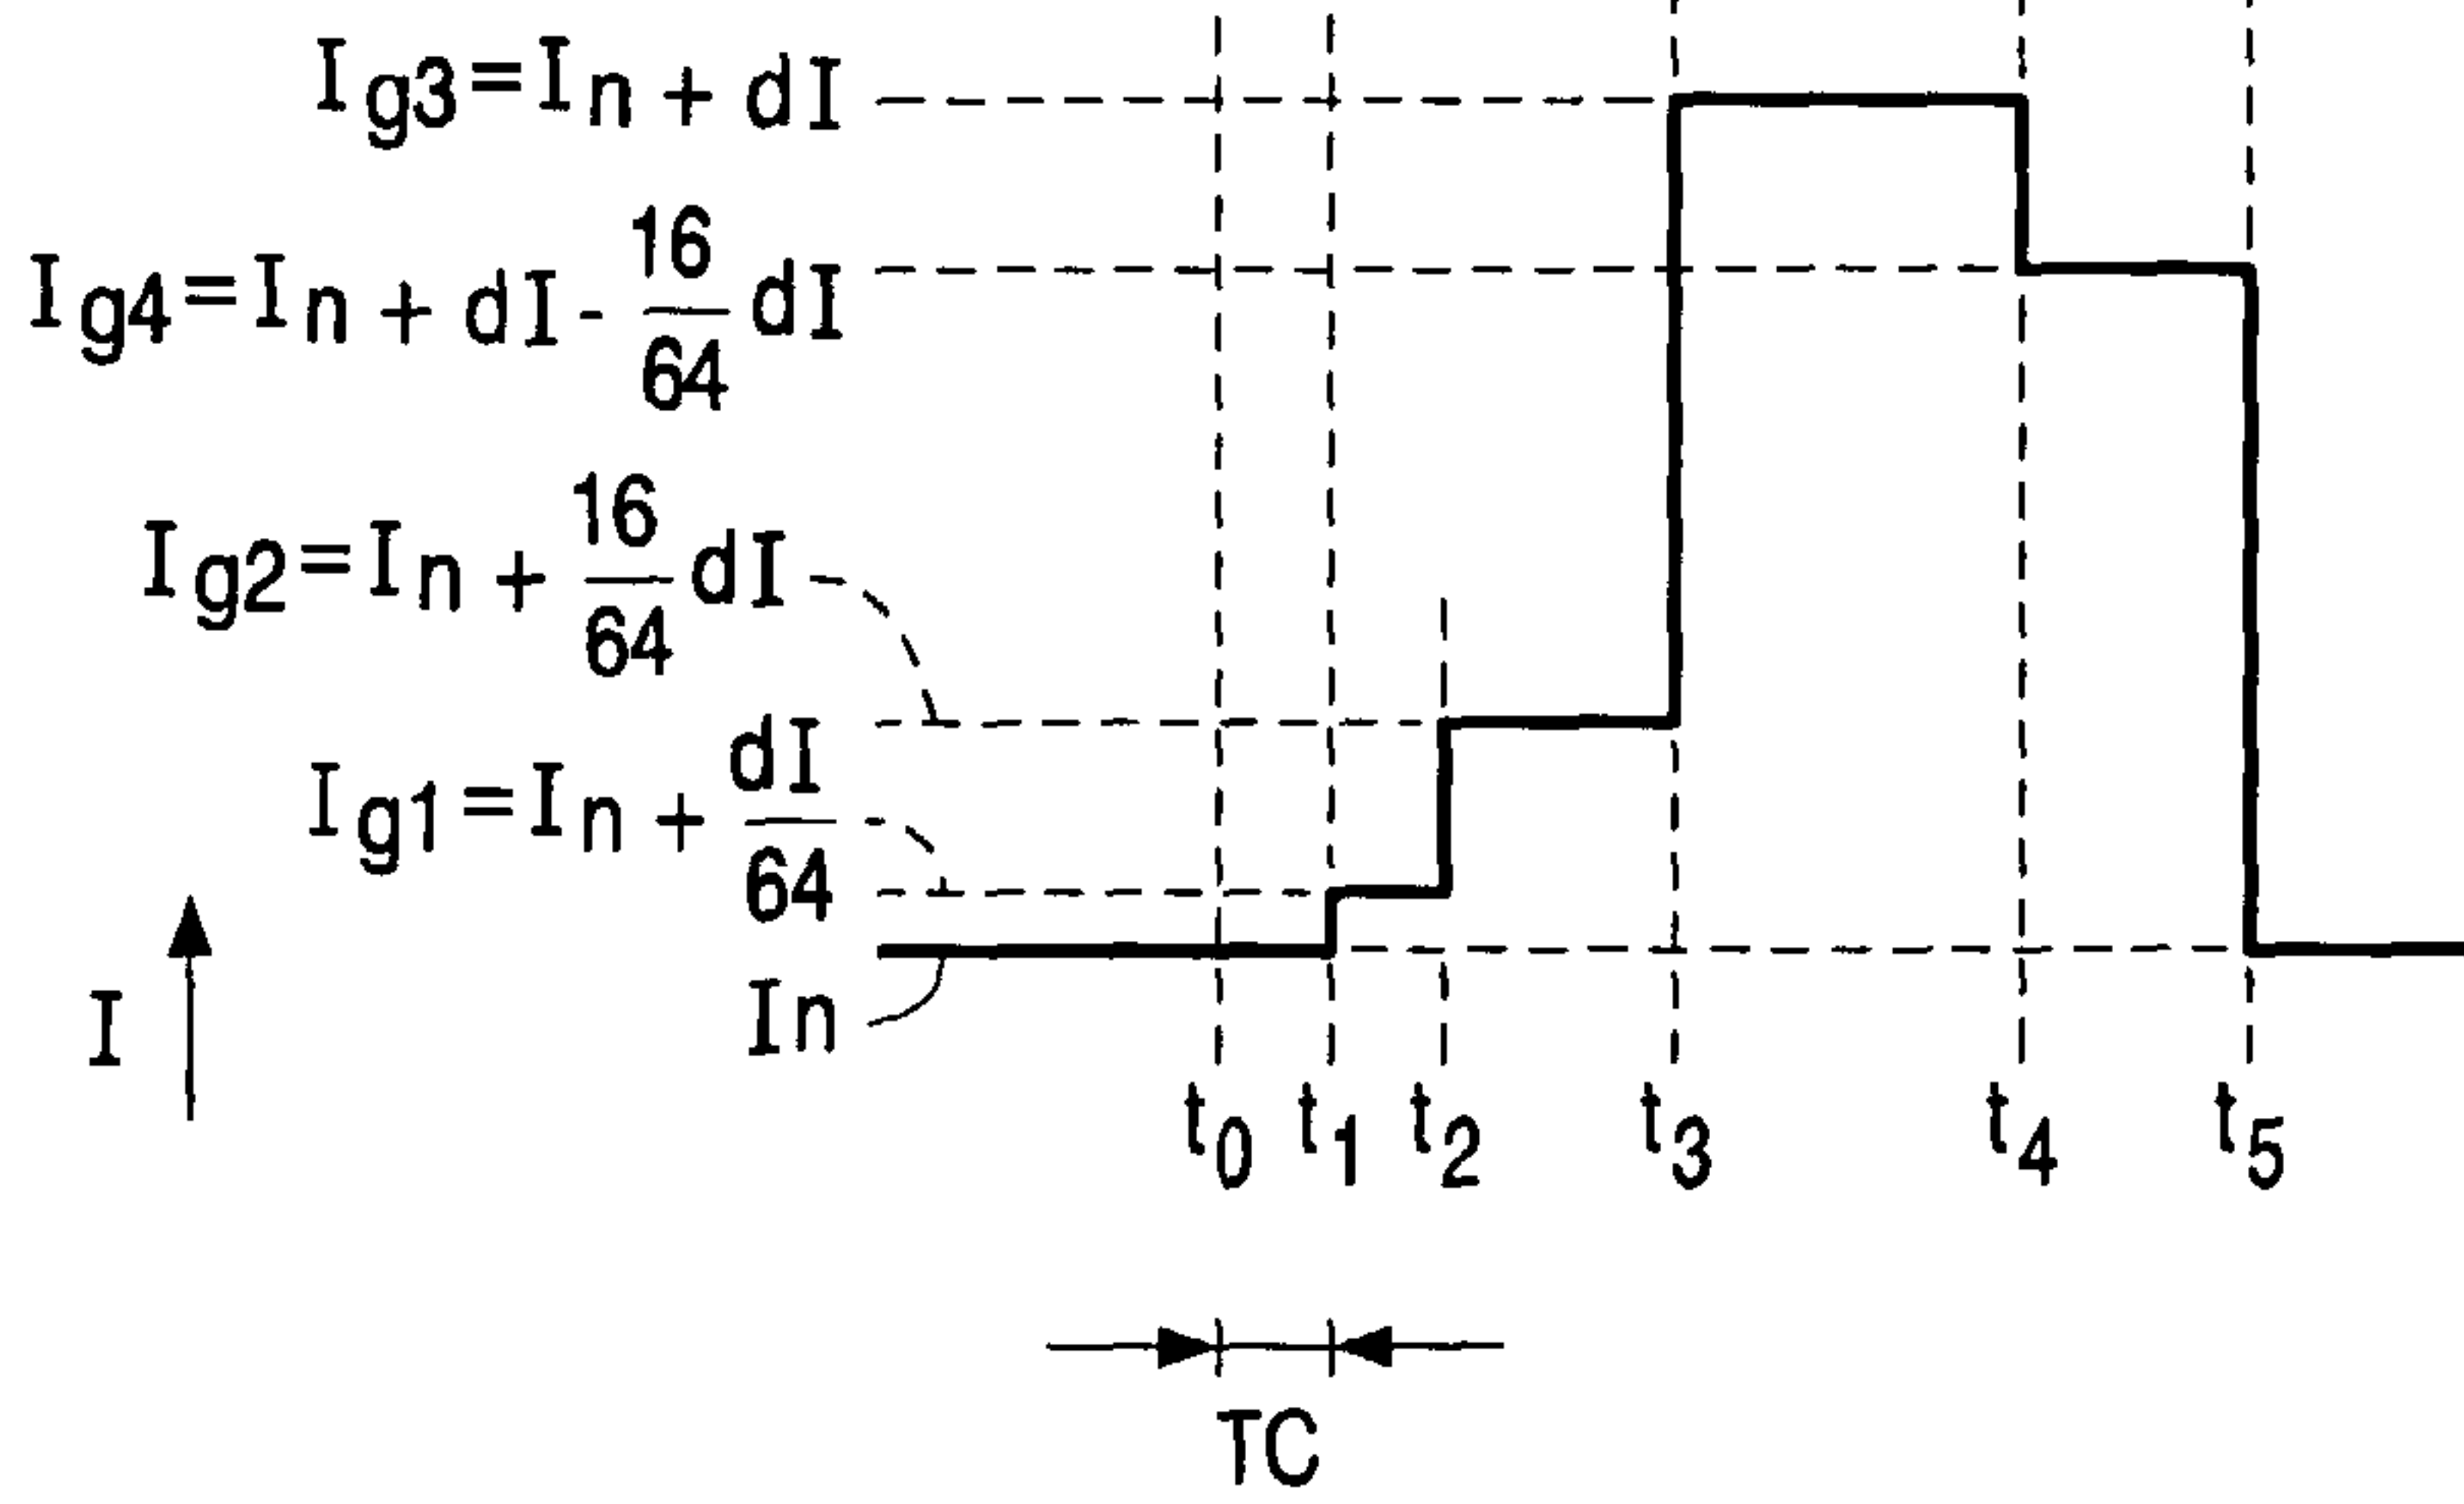 Ig3=In + dI
Ig4=In + dI - 16/64 dI
Ig2=In + 16/64 dI
Ig1=In + dI/64
In
I
t0 t1 t2 t3 t4 t5
TC